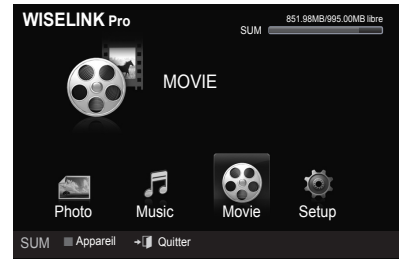 WISELINK Pro
851.98MB/995.00MB libre
SUM
MOVIE
Photo Music Movie Setup
SUM Appareil Quitter